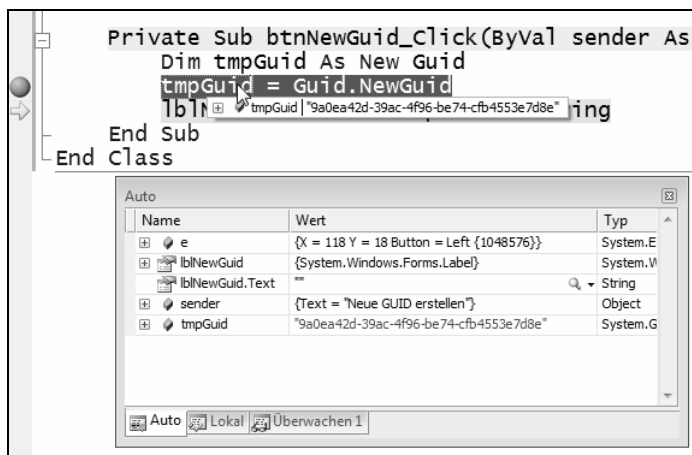 Private Sub btnNewGuid_Click(ByVal sender As
Dim tmpGuid As New Guid
tmpGuid = Guid.NewGuid
lblN ing
tmpGuid "9a0ea42d-39ac-4f96-be74-cfb4553e7d8e"
End Sub
End Class
Auto
Name Wert Typ
e {X = 118 Y = 18 Button = Left {1048576}} System.E
lblNewGuid {System.Windows.Forms.Label} System.W
lblNewGuid.Text "" String
sender {Text = "Neue GUID erstellen"} Object
tmpGuid "9a0ea42d-39ac-4f96-be74-cfb4553e7d8e" System.G
Auto Lokal Überwachen 1